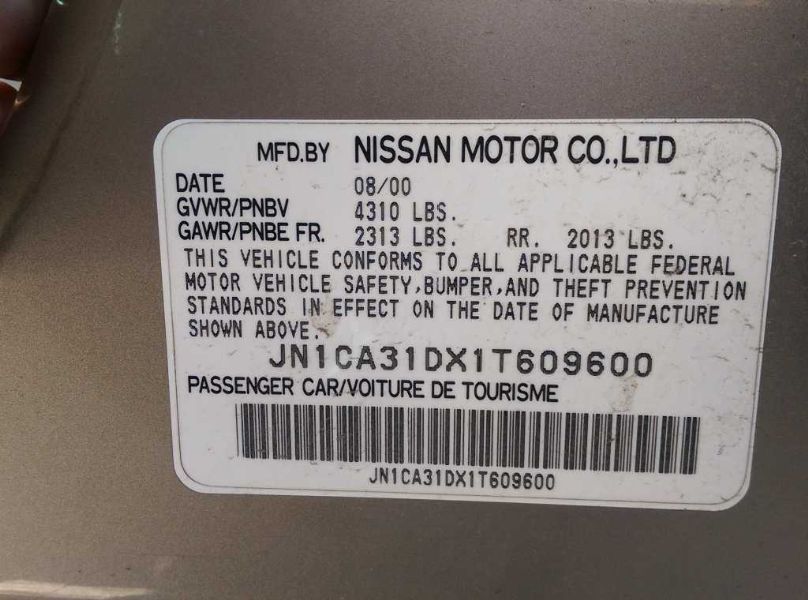 MFD.BY NISSAN MOTOR CO.,LTD
DATE 08/00
GVWR/PNBV 4310 LBS.
GAWR/PNBE FR. 2313 LBS. RR. 2013 LBS.
THIS VEHICLE CONFORMS TO ALL APPLICABLE FEDERAL
MOTOR VEHICLE SAFETY,BUMPER,AND THEFT PREVENTION
STANDARDS IN EFFECT ON THE DATE OF MANUFACTURE
SHOWN ABOVE.
JN1CA31DX1T609600
PASSENGER CAR/VOITURE DE TOURISME
JN1CA31DX1T609600